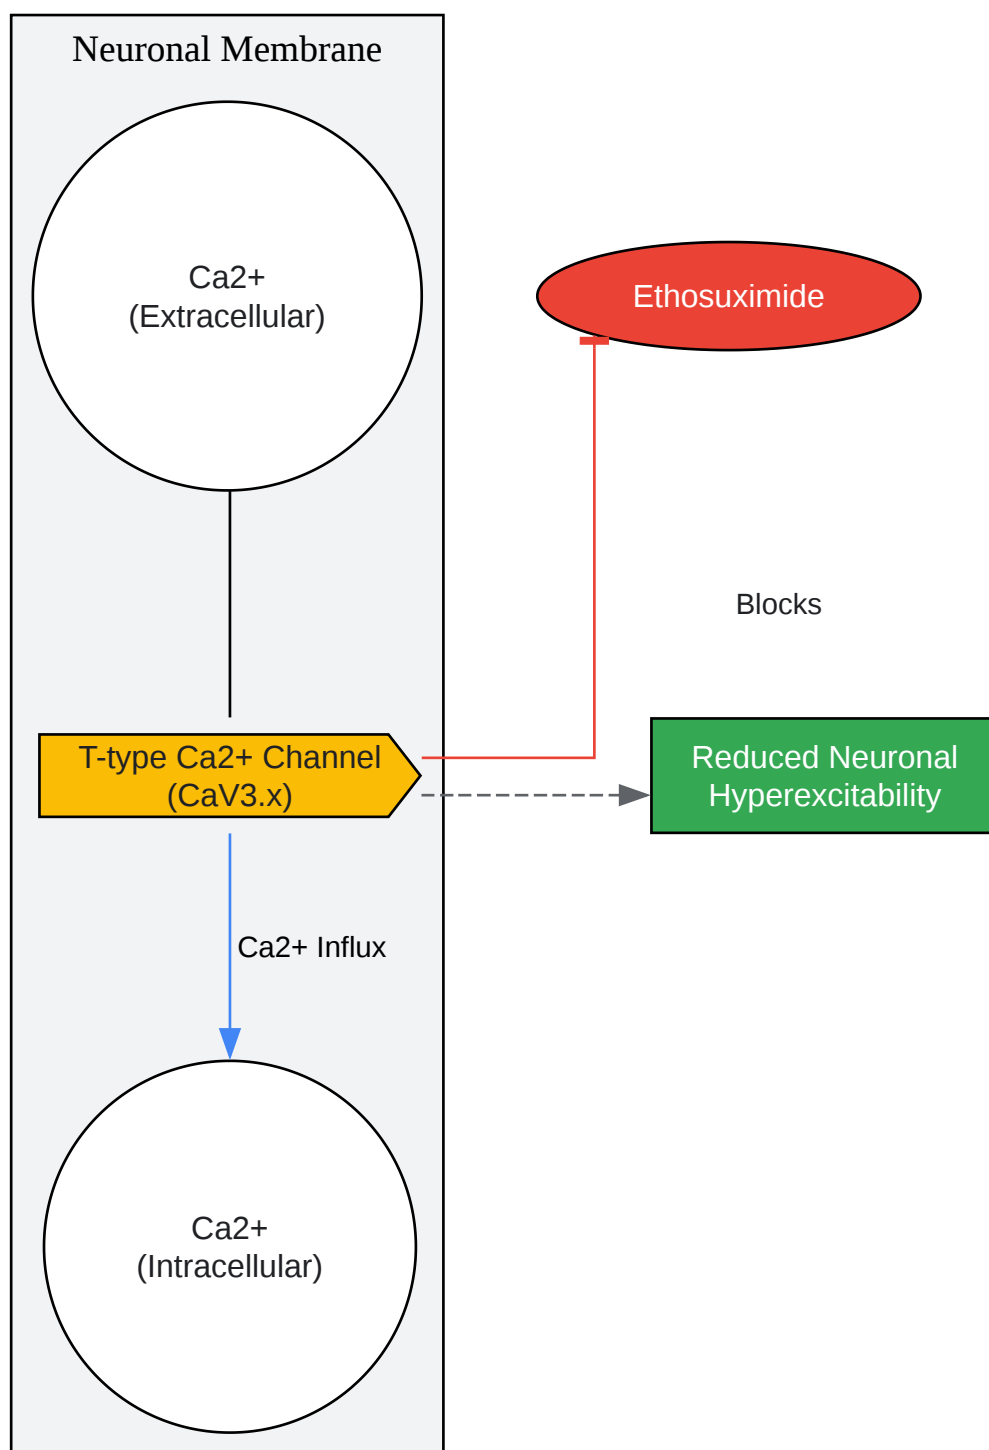 Neuronal Membrane
Ca2+
(Extracellular)
Ethosuximide
Blocks
T-type Ca2+ Channel
(CaV3.x)
Reduced Neuronal
Hyperexcitability
Ca2+ Influx
Ca2+
(Intracellular)